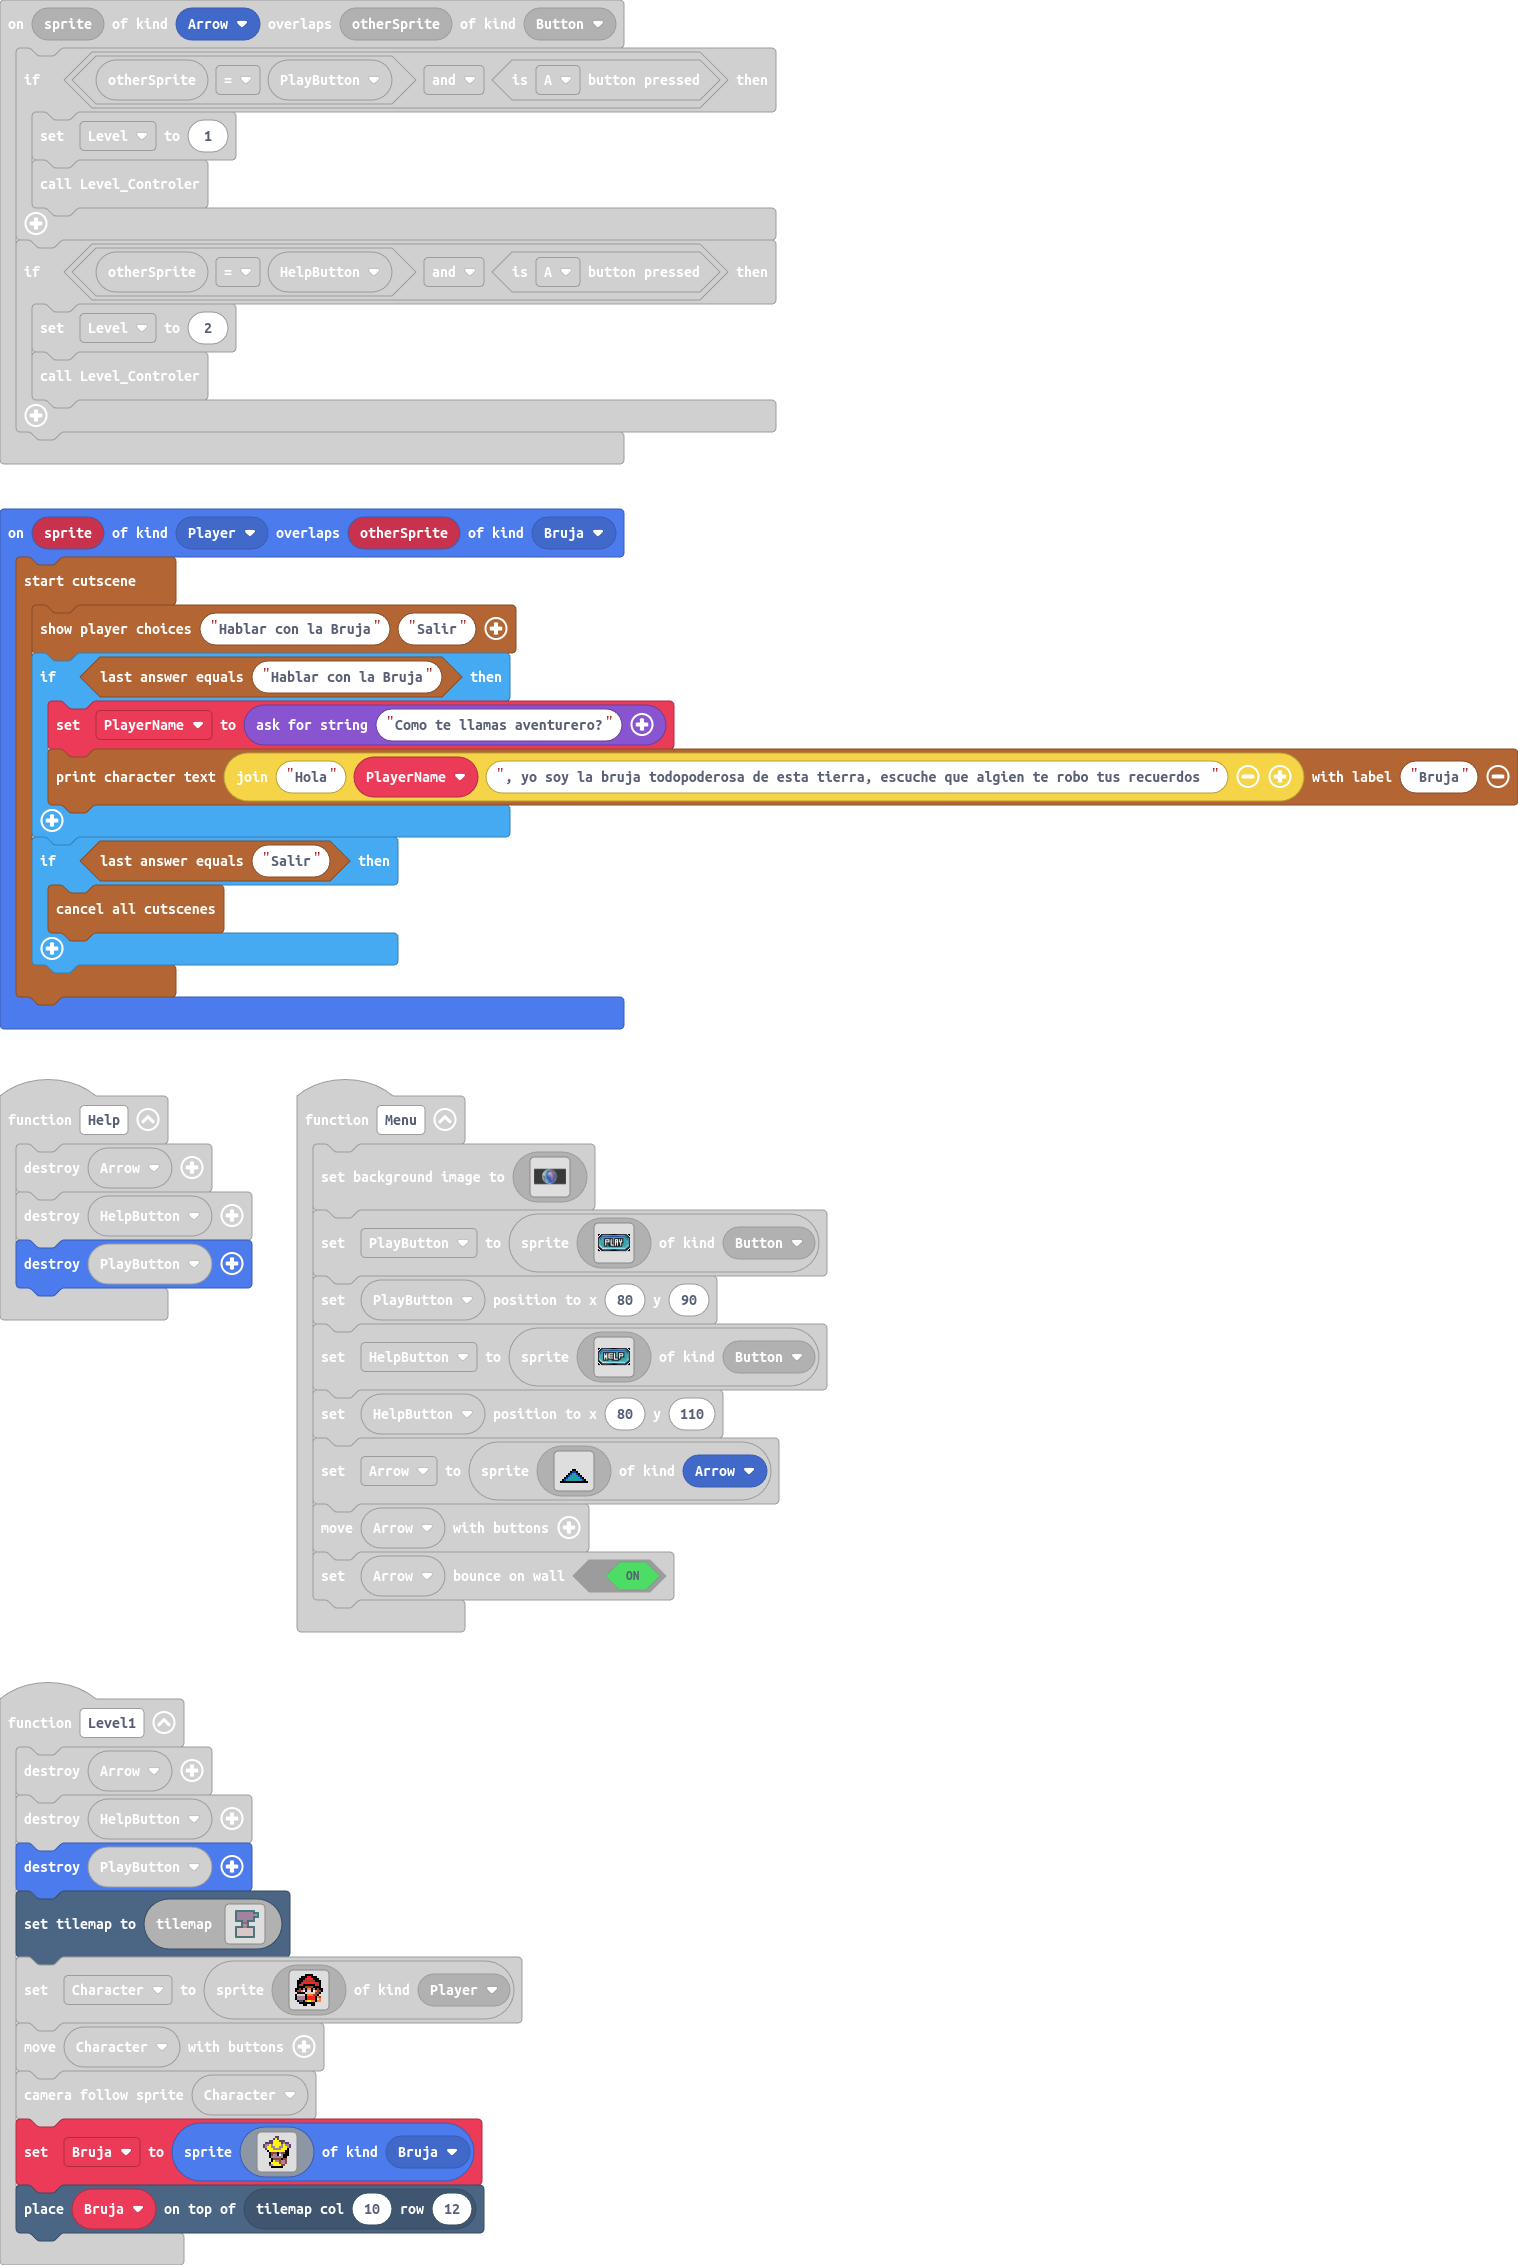 on sprite of kind Arrow overlaps otherSprite of kind Button
if otherSprite = PlayButton and is A button pressed then
set Level to 1
call Level_Controler
if otherSprite = HelpButton and is A button pressed then
set Level to 2
call Level_Controler
on sprite of kind Player overlaps otherSprite of kind Bruja
start cutscene
show player choices "Hablar con la Bruja" "Salir"
if last answer equals "Hablar con la Bruja" then
set PlayerName to ask for string "Como te llamas aventurero?"
print character text join "Hola" PlayerName ", yo soy la bruja todopoderosa de esta tierra, escuche que algien te robo tus recuerdos " with label "Bruja"
if last answer equals "Salir" then
cancel all cutscenes
function Help
destroy Arrow
destroy HelpButton
destroy PlayButton
function Menu
set background image to
set PlayButton to sprite PLAY of kind Button
set PlayButton position to x 80 y 90
set HelpButton to sprite HELP of kind Button
set HelpButton position to x 80 y 110
set Arrow to sprite of kind Arrow
move Arrow with buttons
set Arrow bounce on wall ON
function Level1
destroy Arrow
destroy HelpButton
destroy PlayButton
set tilemap to tilemap
set Character to sprite of kind Player
move Character with buttons
camera follow sprite Character
set Bruja to sprite of kind Bruja
place Bruja on top of tilemap col 10 row 12